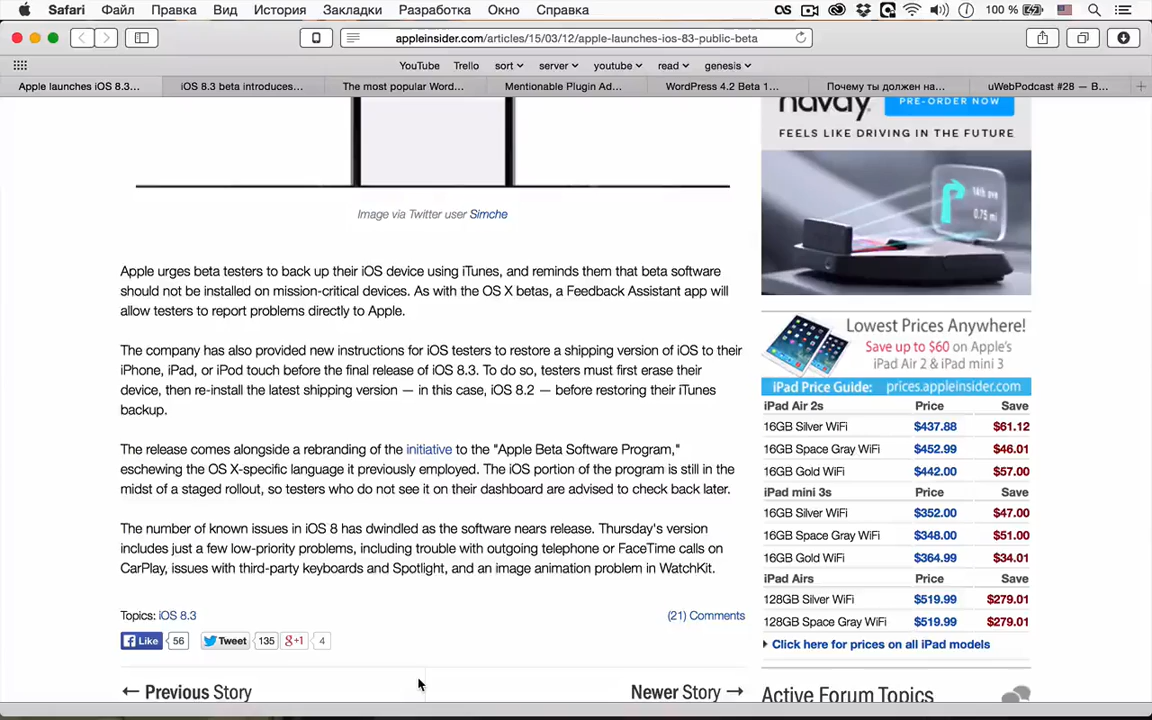 Safari Файл Правка Вид История Закладки Разработка Окно Справка 100 %
appleinsider.com/articles/15/03/12/apple-launches-ios-83-public-beta
YouTube Trello sort server youtube read genesis
Apple launches iOS 8.3... iOS 8.3 beta introduces... The most popular Word... Mentionable Plugin Ad... WordPress 4.2 Beta 1... Почему ты должен на... uWebPodcast #28 — B...
Image via Twitter user Simche
Apple urges beta testers to back up their iOS device using iTunes, and reminds them that beta software
should not be installed on mission-critical devices. As with the OS X betas, a Feedback Assistant app will
allow testers to report problems directly to Apple.
The company has also provided new instructions for iOS testers to restore a shipping version of iOS to their
iPhone, iPad, or iPod touch before the final release of iOS 8.3. To do so, testers must first erase their
device, then re-install the latest shipping version — in this case, iOS 8.2 — before restoring their iTunes
backup.
The release comes alongside a rebranding of the initiative to the "Apple Beta Software Program,"
eschewing the OS X-specific language it previously employed. The iOS portion of the program is still in the
midst of a staged rollout, so testers who do not see it on their dashboard are advised to check back later.
The number of known issues in iOS 8 has dwindled as the software nears release. Thursday's version
includes just a few low-priority problems, including trouble with outgoing telephone or FaceTime calls on
CarPlay, issues with third-party keyboards and Spotlight, and an image animation problem in WatchKit.
Topics: iOS 8.3 (21) Comments
Like 56 Tweet 135 g+1 4
← Previous Story Newer Story →
navdy PRE-ORDER NOW
FEELS LIKE DRIVING IN THE FUTURE
14th ave
0.75 mi
Lowest Prices Anywhere!
Save up to $60 on Apple's
iPad Air 2 & iPad mini 3
iPad Price Guide: prices.appleinsider.com
iPad Air 2s Price Save
16GB Silver WiFi $437.88 $61.12
16GB Space Gray WiFi $452.99 $46.01
16GB Gold WiFi $442.00 $57.00
iPad mini 3s Price Save
16GB Silver WiFi $352.00 $47.00
16GB Space Gray WiFi $348.00 $51.00
16GB Gold WiFi $364.99 $34.01
iPad Airs Price Save
128GB Silver WiFi $519.99 $279.01
128GB Space Gray WiFi $519.99 $279.01
Click here for prices on all iPad models
Active Forum Topics